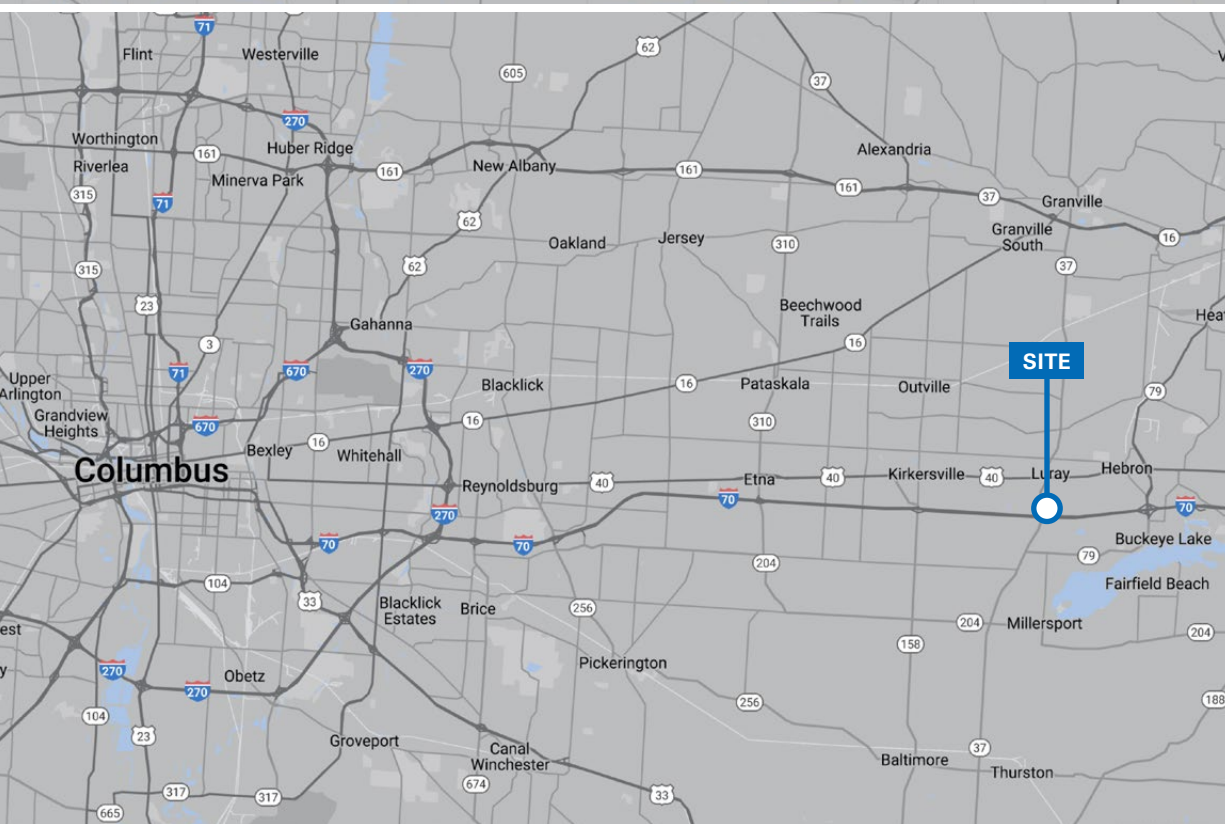 71
Flint
Westerville
62
605
37
270
Worthington
161
Huber Ridge
Alexandria
Riverlea
Minerva Park
161
New Albany
161
161
315
71
37
Granville
62
Granville
South
16
Oakland
Jersey
310
315
62
37
23
Beechwood
Trails
Gahanna
3
16
SITE
71
670
270
Upper
Arlington
Blacklick
16
Pataskala
Outville
79
Grandview
Heights
670
16
310
16
Bexley
Whitehall
Columbus
Reynoldsburg
40
Etna
40
Kirkersville
40
Luray
Hebron
70
270
70
70
70
Buckeye Lake
79
204
104
Fairfield Beach
33
Blacklick
Estates
Brice
256
204
Millersport
204
158
270
Obetz
Pickerington
270
256
188
104
23
Groveport
Canal
Winchester
37
Baltimore
Thurston
674
317
317
33
665